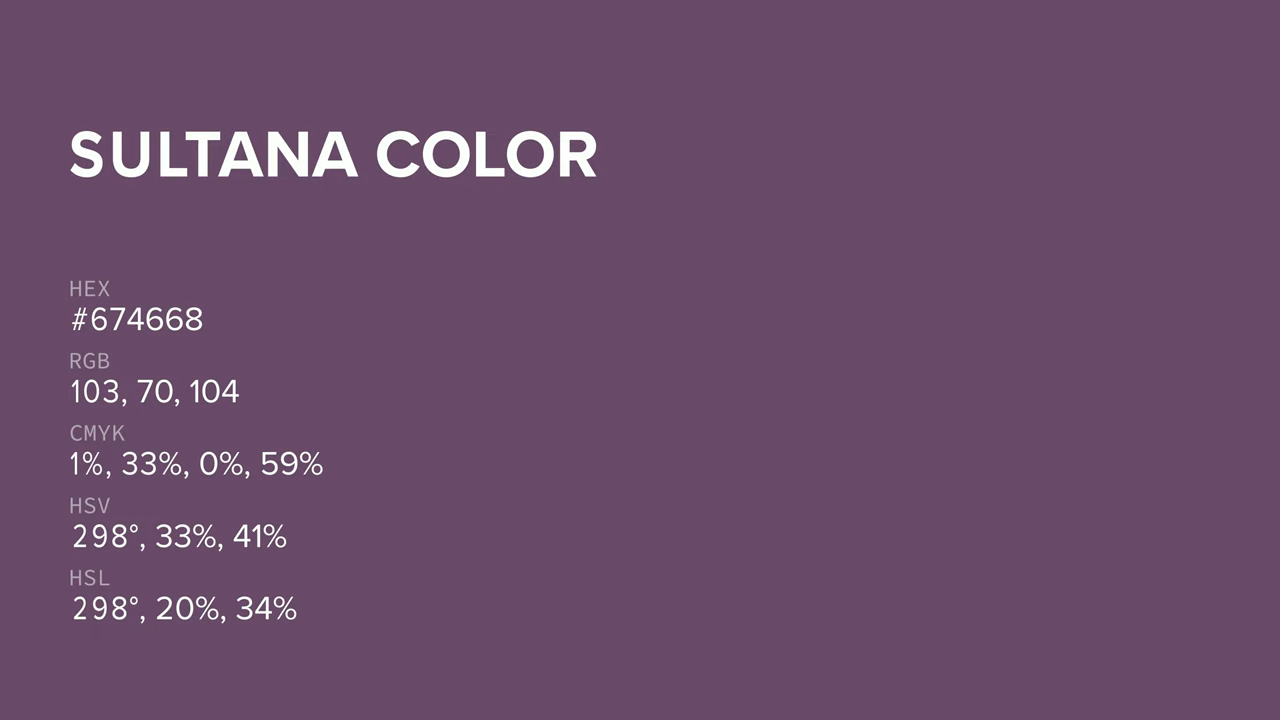 SULTANA COLOR
HEX
#674668
RGB
103, 70, 104
CMYK
1%, 33%, 0%, 59%
HSV
298°, 33%, 41%
HSL
298°, 20%, 34%